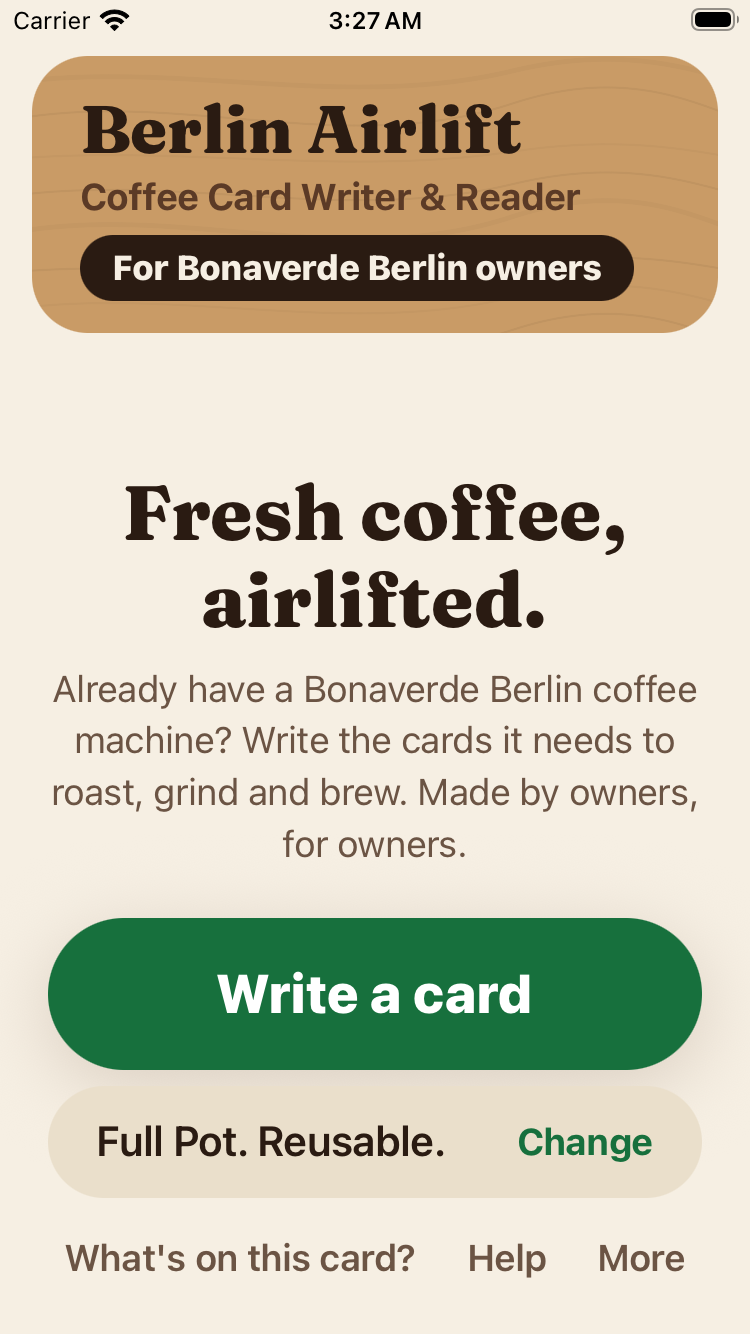 Carrier 3:27 AM
Berlin Airlift
Coffee Card Writer & Reader
For Bonaverde Berlin owners
Fresh coffee,
airlifted.
Already have a Bonaverde Berlin coffee
machine? Write the cards it needs to
roast, grind and brew. Made by owners,
for owners.
Write a card
Full Pot. Reusable. Change
What's on this card? Help More